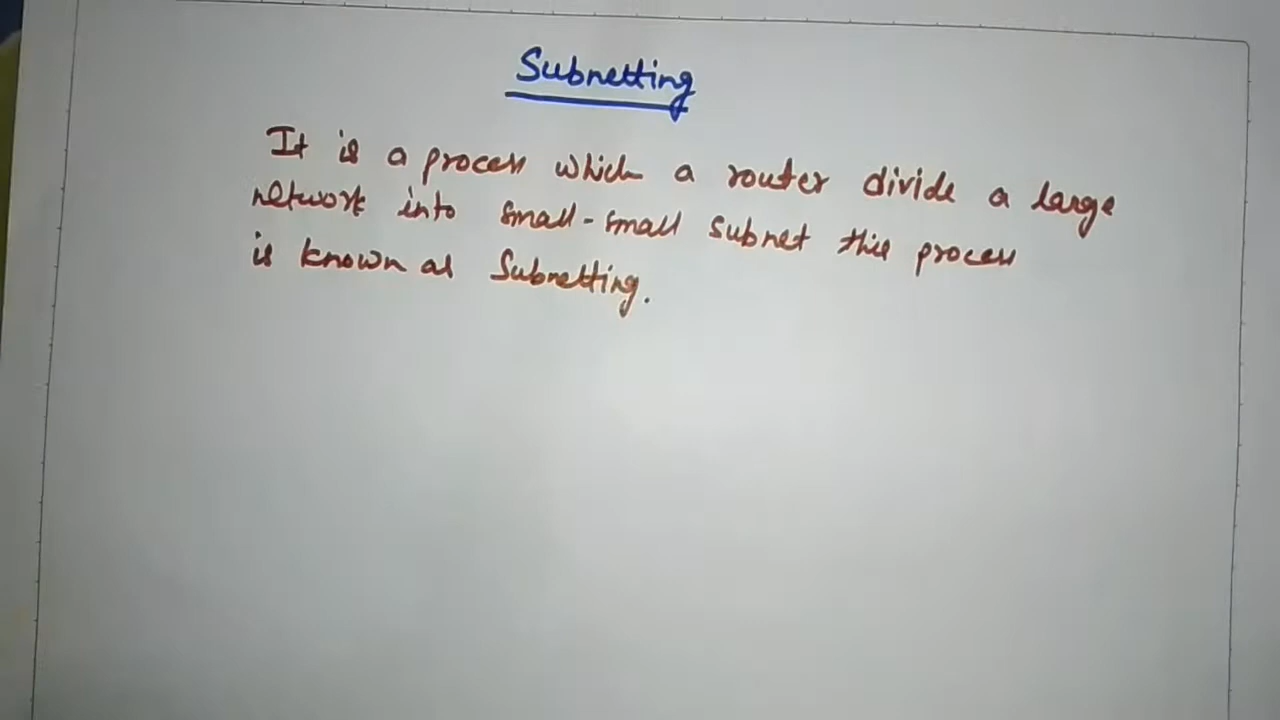 Subnetting
It is a process which a router divide a large
network into small-small subnet this process
is known as Subnetting.